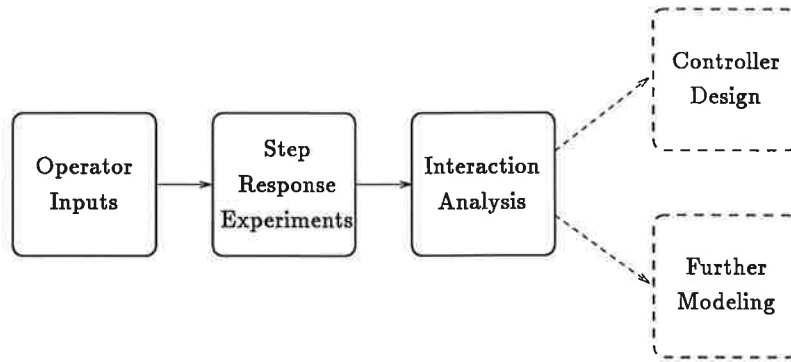 Operator
Inputs
Step
Response
Experiments
Interaction
Analysis
Controller
Design
Further
Modeling